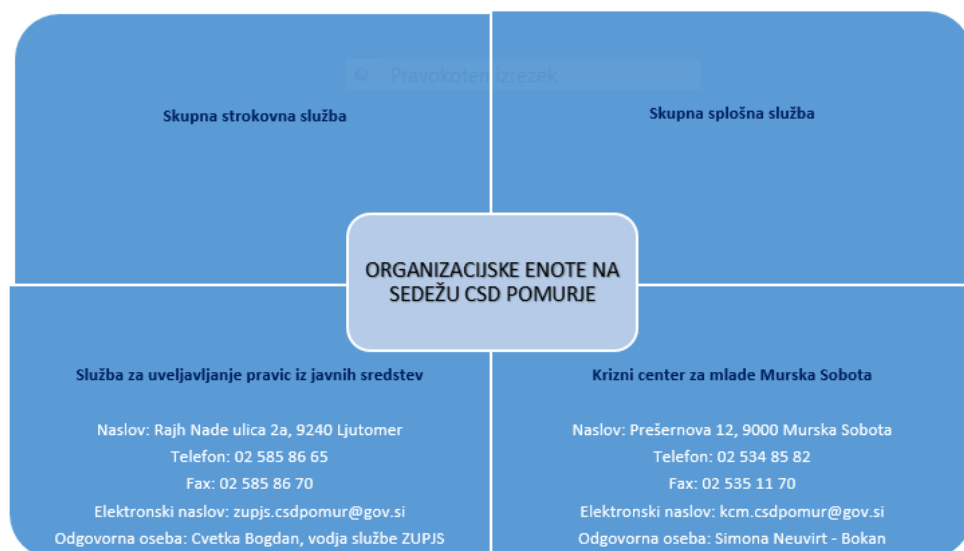 Pravokoten izrezek
Skupna strokovna služba
Skupna splošna služba
ORGANIZACIJSKE ENOTE NA
SEDEŽU CSD POMURJE
Služba za uveljavljanje pravic iz javnih sredstev
Naslov: Rajh Nade ulica 2a, 9240 Ljutomer
Telefon: 02 585 86 65
Fax: 02 585 86 70
Elektronski naslov: zupjs.csdpomur@gov.si
Odgovorna oseba: Cvetka Bogdan, vodja službe ZUPJS
Krizni center za mlade Murska Sobota
Naslov: Prešernova 12, 9000 Murska Sobota
Telefon: 02 534 85 82
Fax: 02 535 11 70
Elektronski naslov: kcm.csdpomur@gov.si
Odgovorna oseba: Simona Neuvirt - Bokan